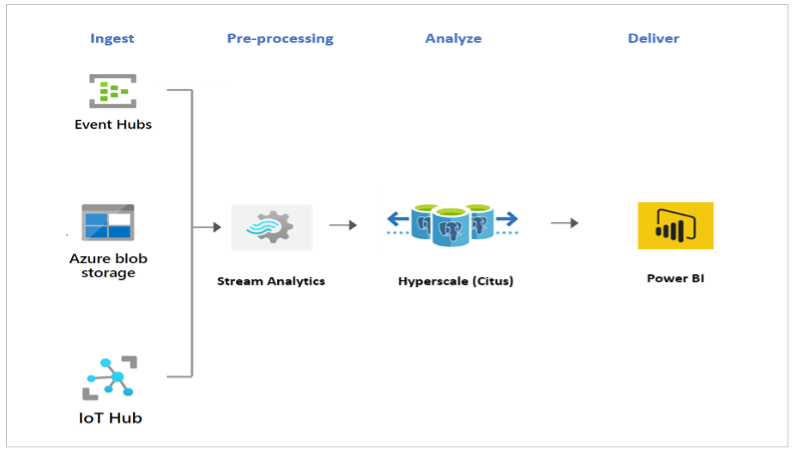 Ingest
Pre-processing
Analyze
Deliver
Event Hubs
Azure blob
storage
Stream Analytics
Hyperscale (Citus)
Power BI
IoT Hub